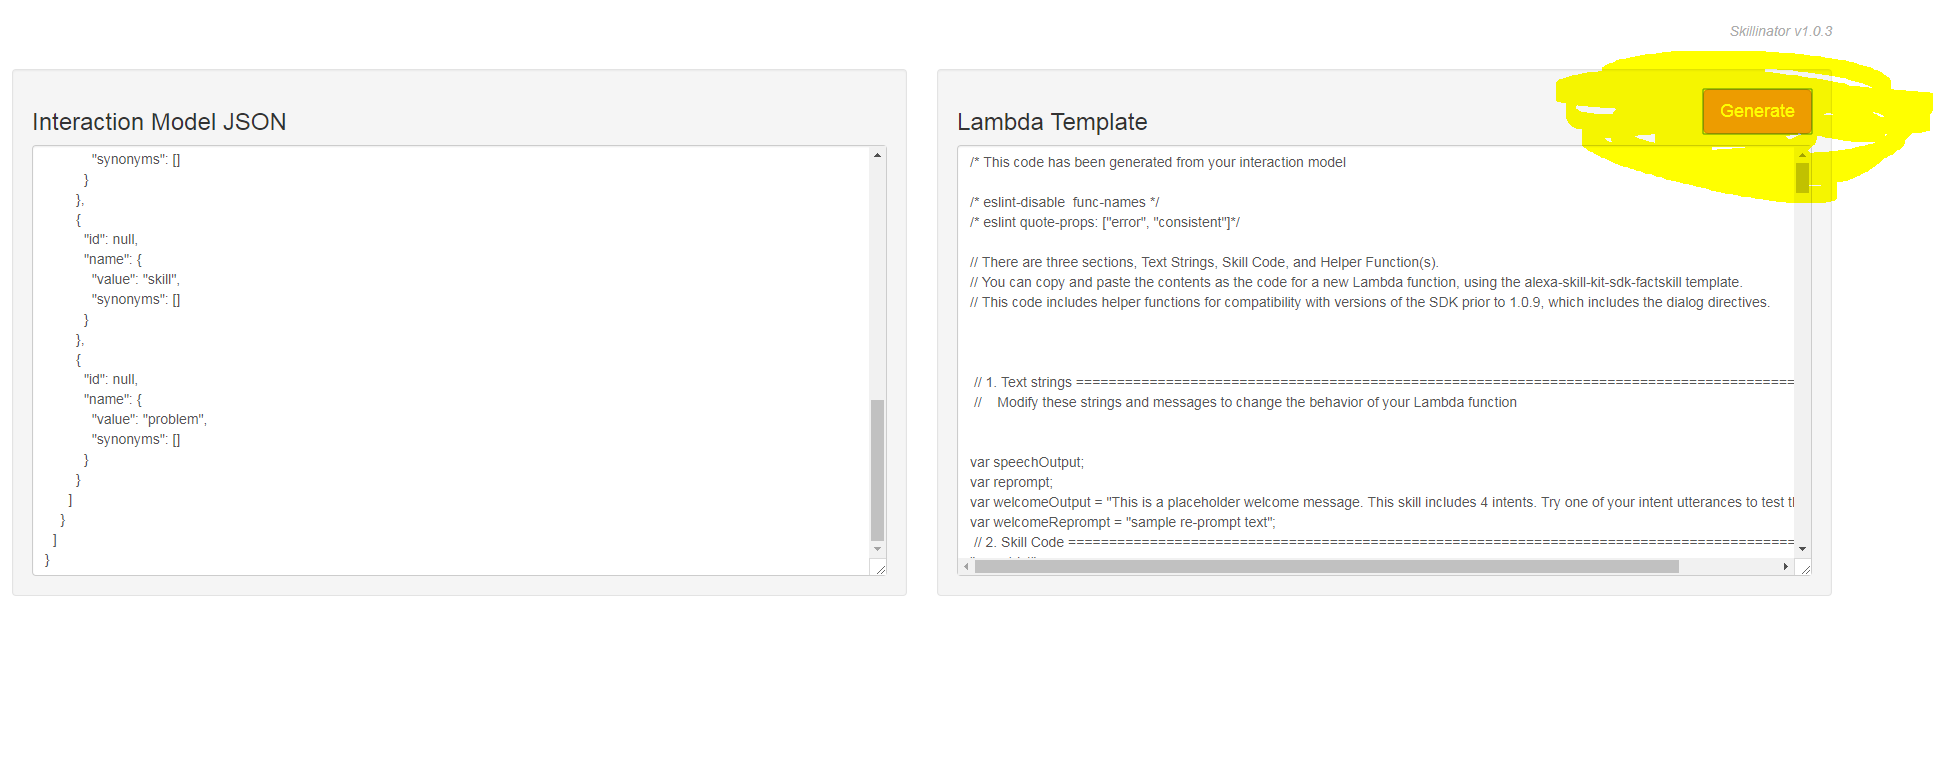 Skillinator v1.0.3
Interaction Model JSON
"synonyms": []
}
},
{
"id": null,
"name": {
"value": "skill",
"synonyms": []
}
},
{
"id": null,
"name": {
"value": "problem",
"synonyms": []
}
}
]
}
]
}
Lambda Template
Generate
/* This code has been generated from your interaction model
/* eslint-disable  func-names */
/* eslint quote-props: ["error", "consistent"]*/
// There are three sections, Text Strings, Skill Code, and Helper Function(s).
// You can copy and paste the contents as the code for a new Lambda function, using the alexa-skill-kit-sdk-factskill template.
// This code includes helper functions for compatibility with versions of the SDK prior to 1.0.9, which includes the dialog directives.
// 1. Text strings =====================================================================================
//    Modify these strings and messages to change the behavior of your Lambda function
var speechOutput;
var reprompt;
var welcomeOutput = "This is a placeholder welcome message. This skill includes 4 intents. Try one of your intent utterances to test
var welcomeReprompt = "sample re-prompt text";
// 2. Skill Code =====================================================================================